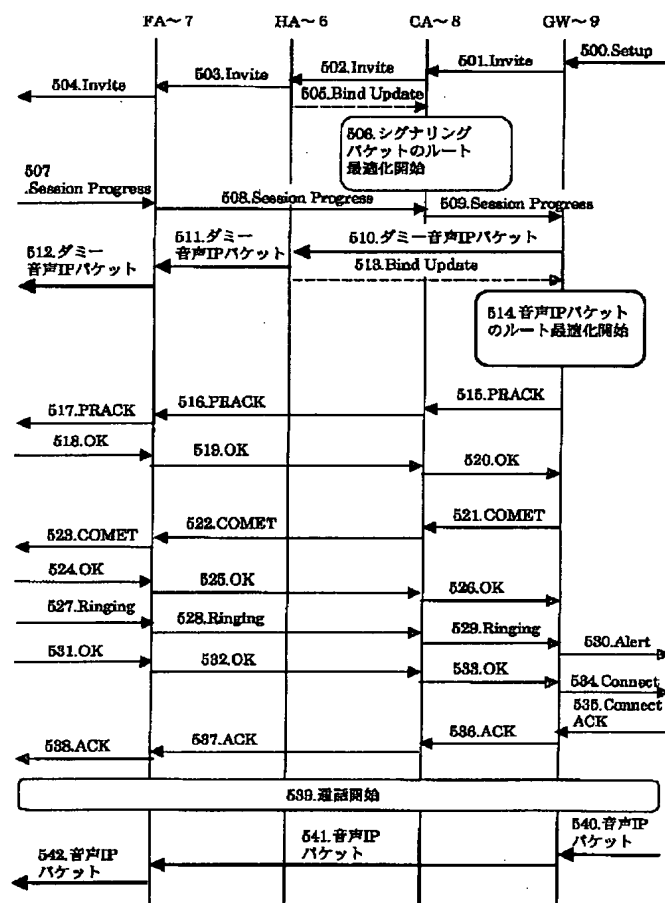 FA～7 HA～6 CA～8 GW～9
500.Setup
501.Invite
502.Invite
503.Invite
504.Invite
505.Bind Update
506.シグナリング
パケットのルート
最適化開始
507
.Session Progress
508.Session Progress
509.Session Progress
510.ダミー音声IPパケット
511.ダミー
音声IPパケット
512.ダミー
音声IPパケット
513.Bind Update
514.音声IPパケット
のルート最適化開始
515.PRACK
516.PRACK
517.PRACK
518.OK
519.OK
520.OK
521.COMET
522.COMET
523.COMET
524.OK
525.OK
526.OK
527.Ringing
528.Ringing
529.Ringing
530.Alert
531.OK
532.OK
533.OK
534.Connect
535.Connect
ACK
536.ACK
537.ACK
538.ACK
539.通話開始
540.音声IP
パケット
541.音声IP
パケット
542.音声IP
パケット